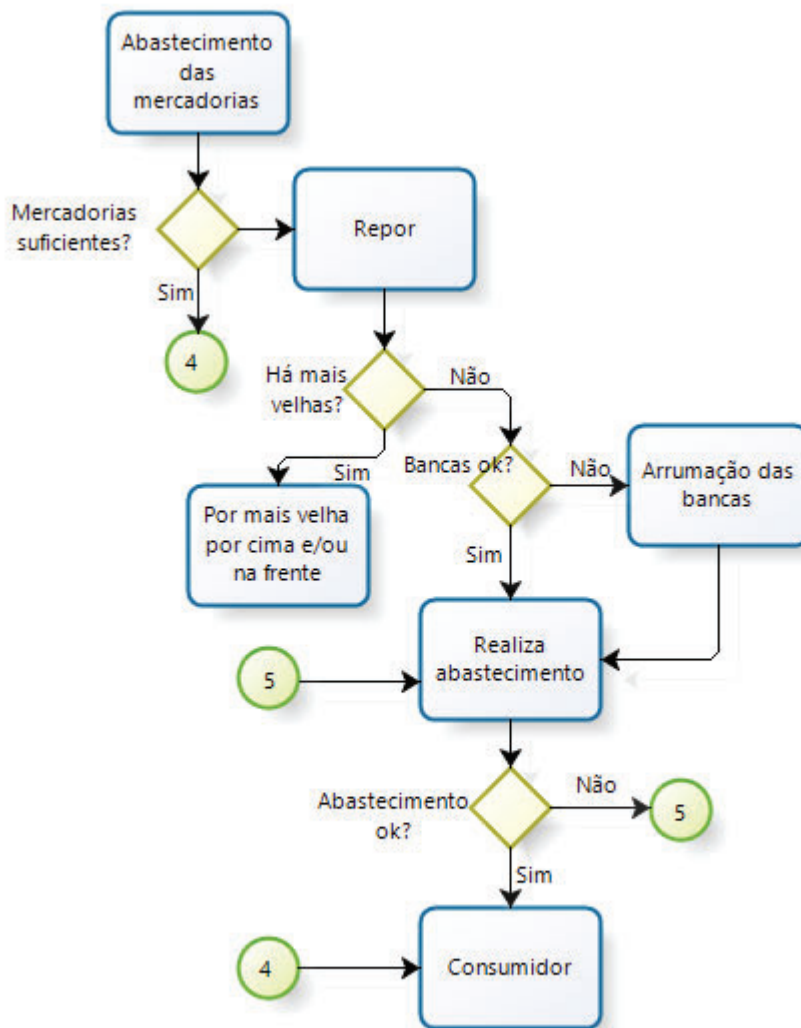 Abastecimento
das
mercadorias
Mercadorias
suficientes?
Repor
Sim
4
Há mais
velhas?
Não
Sim
Bancas ok?
Não
Arrumação das
bancas
Por mais velha
por cima e/ou
na frente
Sim
Realiza
abastecimento
5
Abastecimento
ok?
Não
5
Sim
4
Consumidor